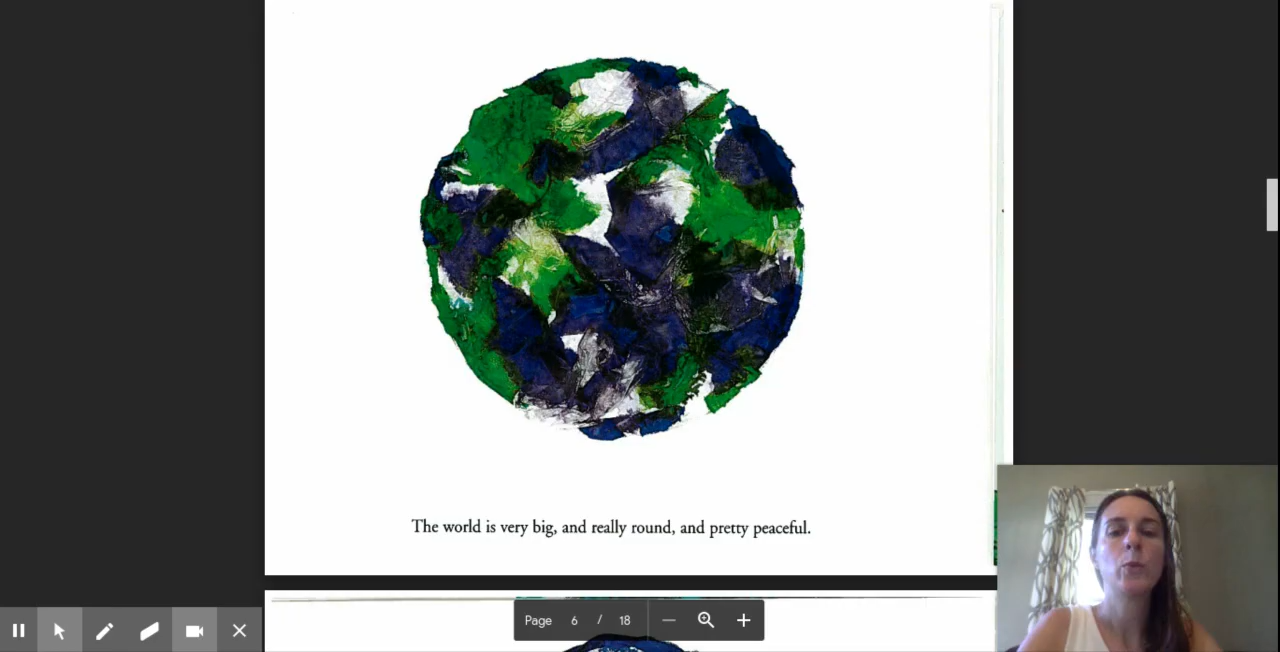 The world is very big, and really round, and pretty peaceful.
Page 6 / 18